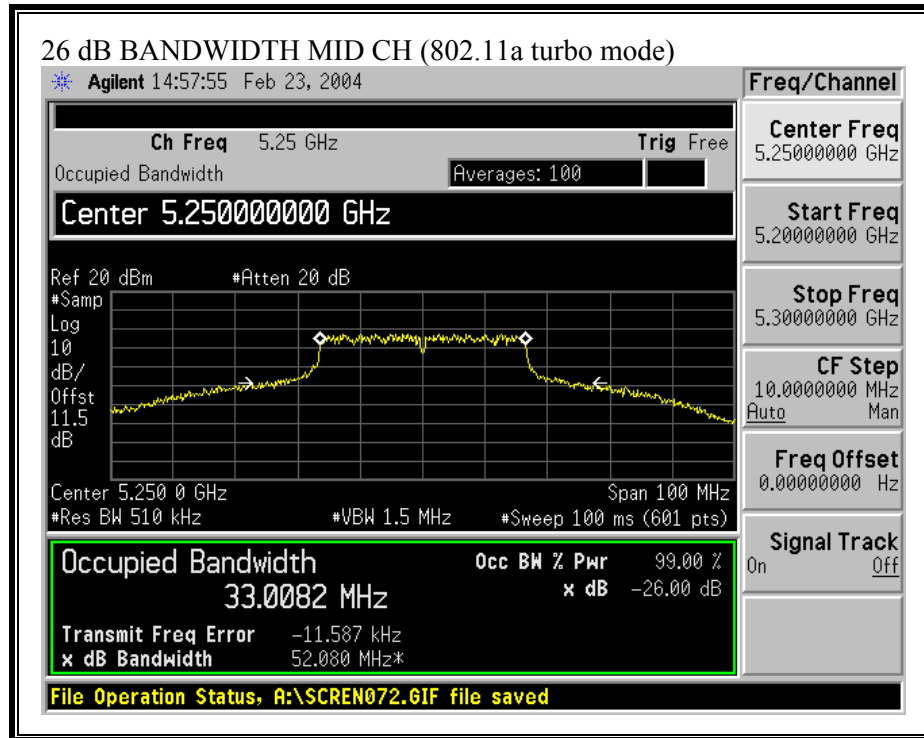 26 dB BANDWIDTH MID CH (802.11a turbo mode)
Agilent 14:57:55 Feb 23, 2004
Freq/Channel
Ch Freq 5.25 GHz
Trig Free
Occupied Bandwidth
Averages: 100
Center 5.250000000 GHz
Ref 20 dBm
#Atten 20 dB
#Samp
Log
10
dB/
Offst
11.5
dB
Center 5.250 0 GHz
Span 100 MHz
#Res BW 510 kHz
#VBW 1.5 MHz
#Sweep 100 ms (601 pts)
Occupied Bandwidth
33.0082 MHz
Occ BW % Pwr 99.00 %
x dB -26.00 dB
Transmit Freq Error -11.587 kHz
x dB Bandwidth 52.080 MHz*
File Operation Status, A:\SCREN072.GIF file saved
Center Freq
5.25000000 GHz
Start Freq
5.20000000 GHz
Stop Freq
5.30000000 GHz
CF Step
10.0000000 MHz
Auto Man
Freq Offset
0.00000000 Hz
Signal Track
On Off